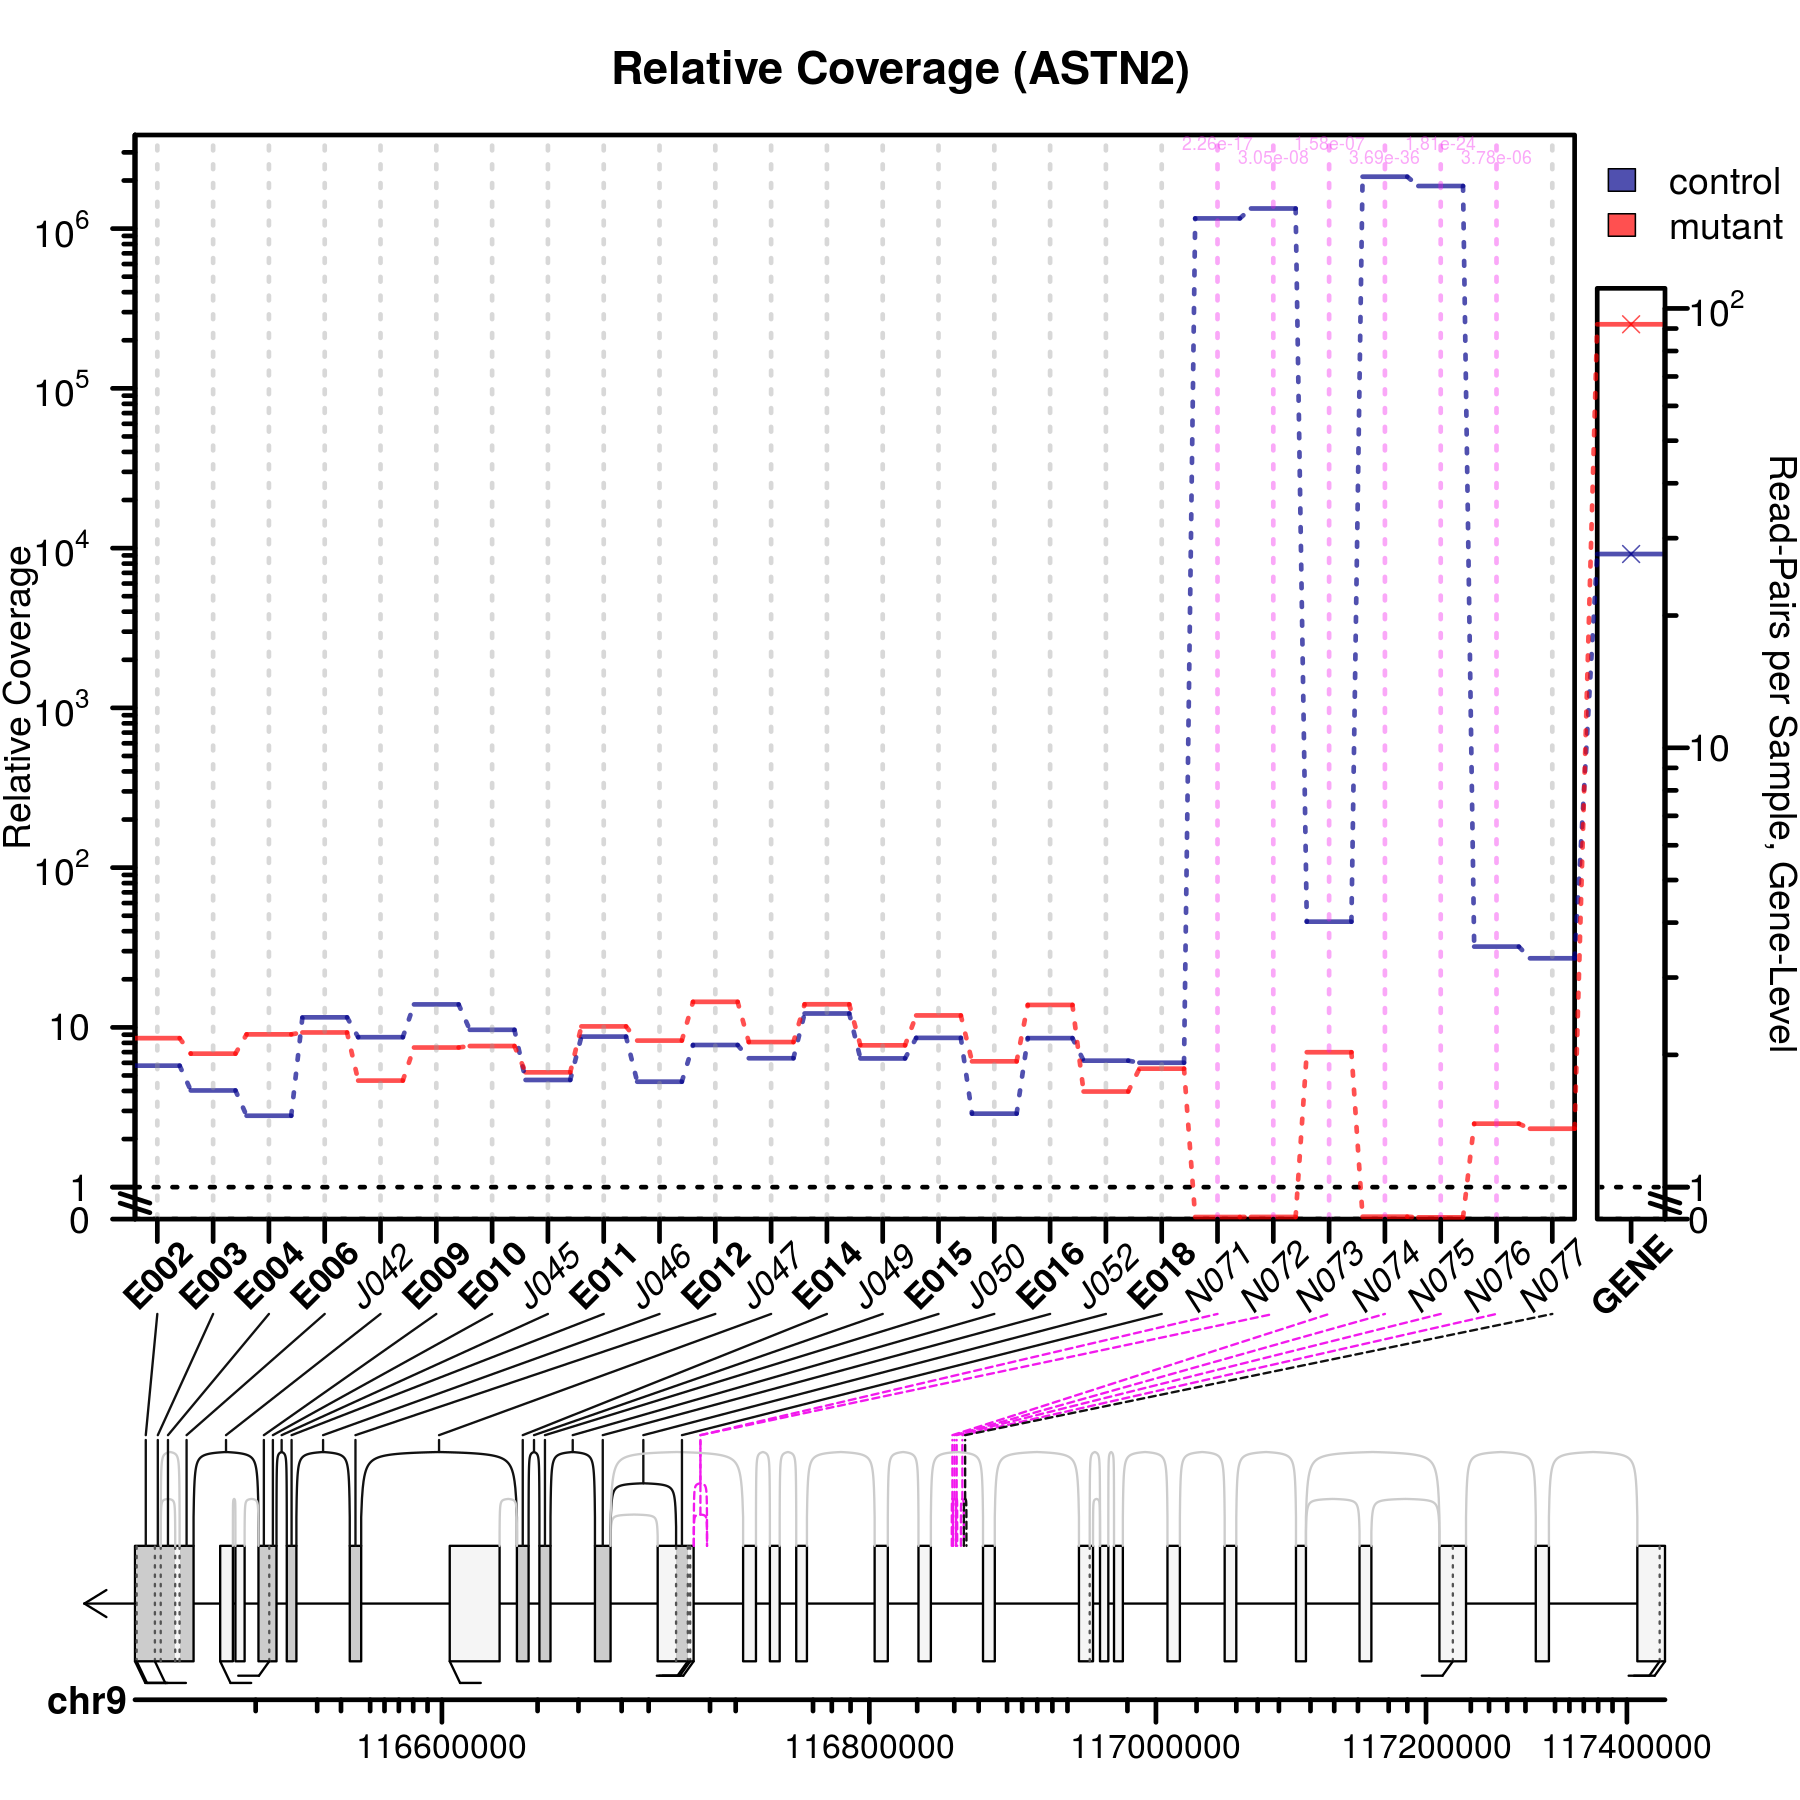 Relative Coverage (ASTN2)
2.26e-17 1.58e-07 1.81e-24
3.05e-08 3.69e-36 3.78e-06
control
mutant
Relative Coverage
10^6
10^5
10^4
10^3
10^2
10
1
0
10^2
10
1
0
Read-Pairs per Sample, Gene-Level
E002 E003 E004 E006 J042 E009 E010 J045 E011 J046 E012 J047 E014 J049 E015 J050 E016 J052 E018 N071 N072 N073 N074 N075 N076 N077 GENE
chr9
116600000 116800000 117000000 117200000 117400000